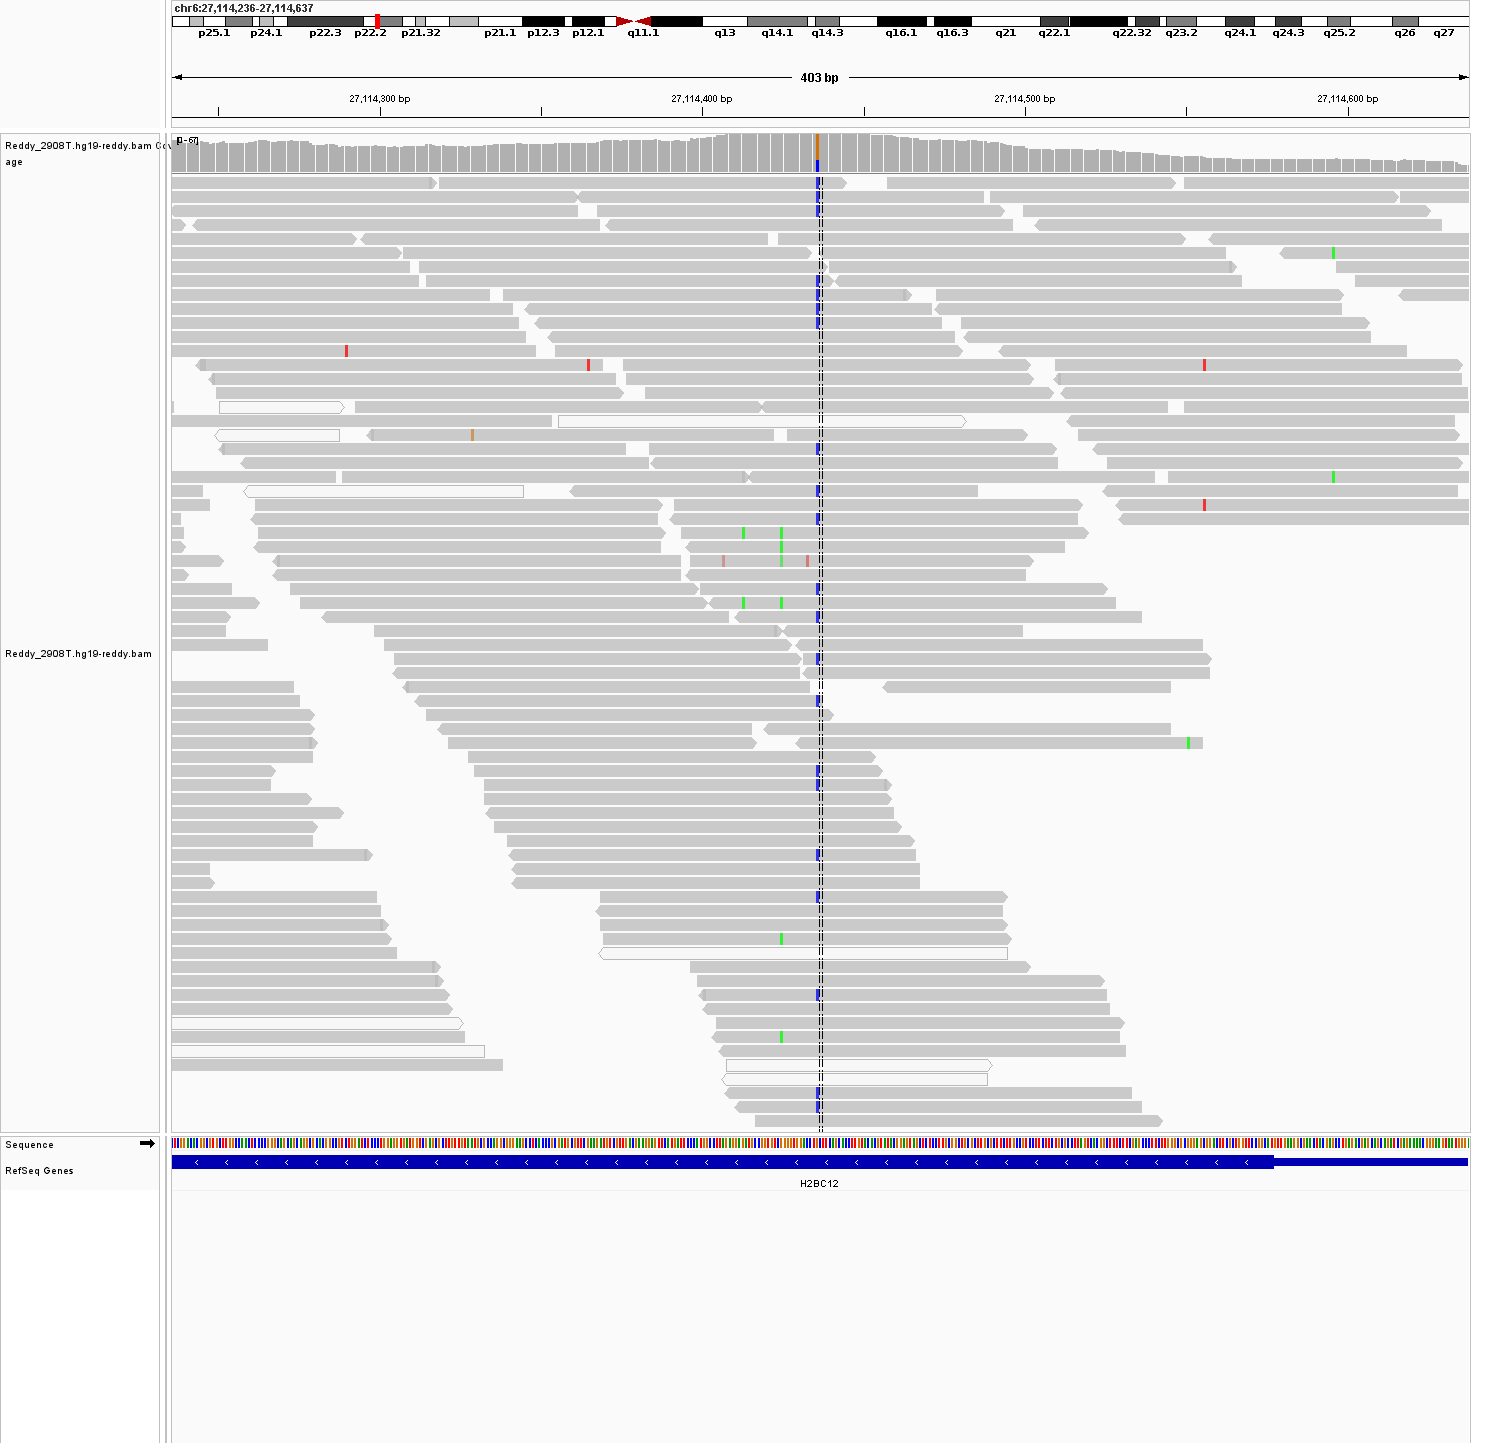 chr6:27,114,236-27,114,637
p25.1 p24.1 p22.3 p22.2 p21.32 p21.1 p12.3 p12.1 q11.1 q13 q14.1 q14.3 q16.1 q16.3 q21 q22.1 q22.32 q23.2 q24.1 q24.3 q25.2 q26 q27
403 bp
27,114,300 bp 27,114,400 bp 27,114,500 bp 27,114,600 bp
Reddy_2908T.hg19-reddy.bam Cov
age
[0 - 67]
Reddy_2908T.hg19-reddy.bam
Sequence
RefSeq Genes
H2BC12